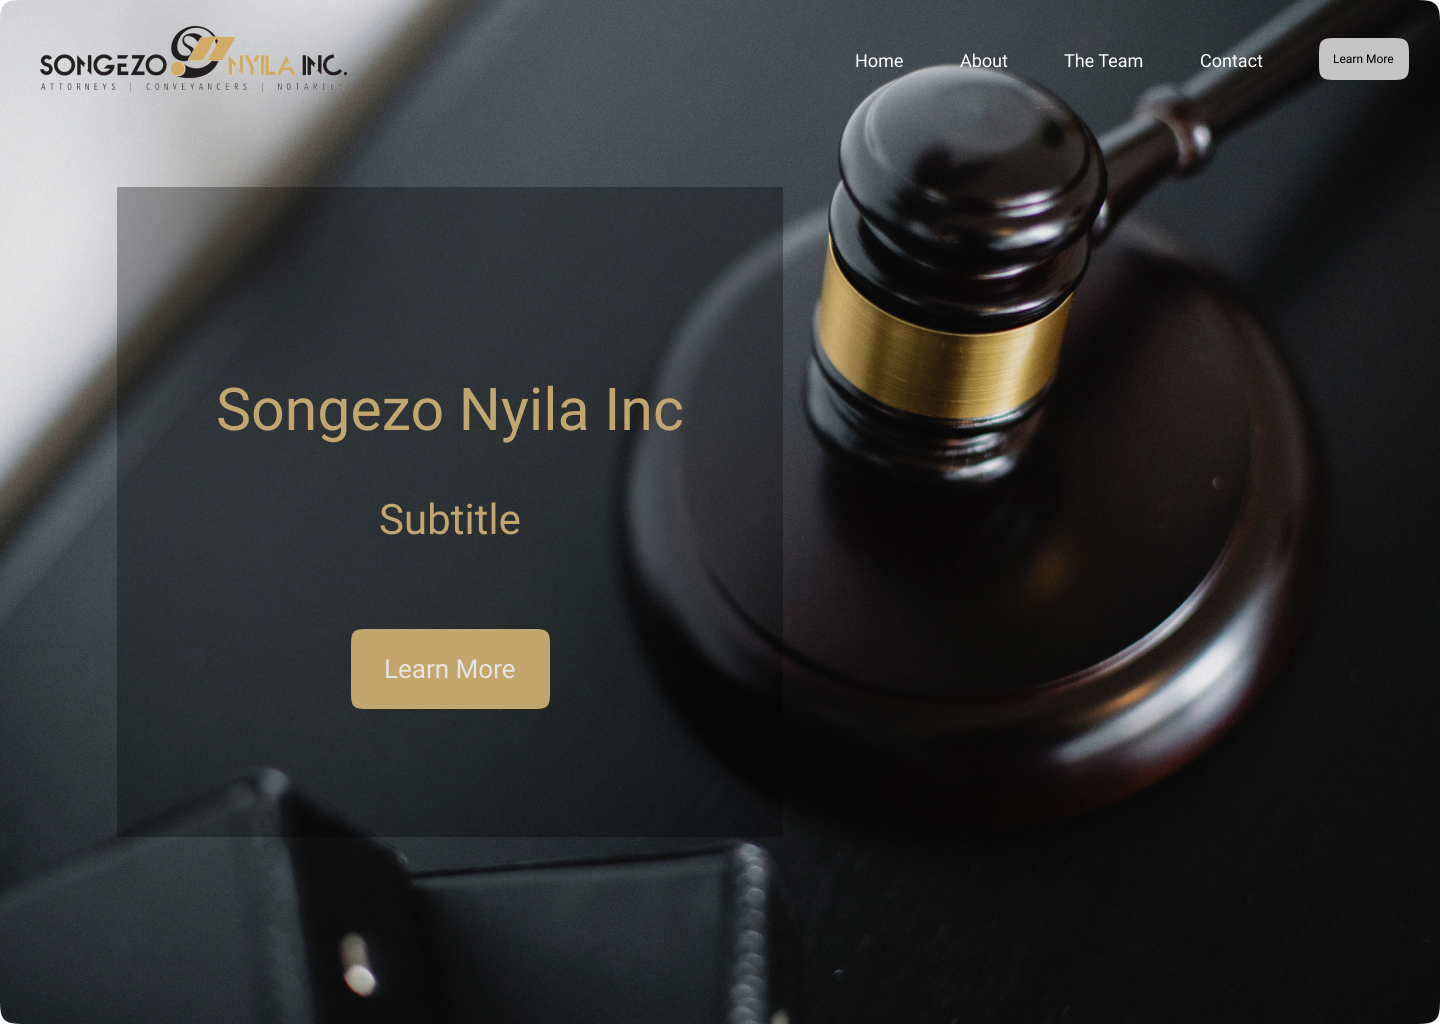 SONGEZO NYILA INC.
ATTORNEYS | CONVEYANCERS | NOTARIES
Home About The Team Contact Learn More
Songezo Nyila Inc
Subtitle
Learn More